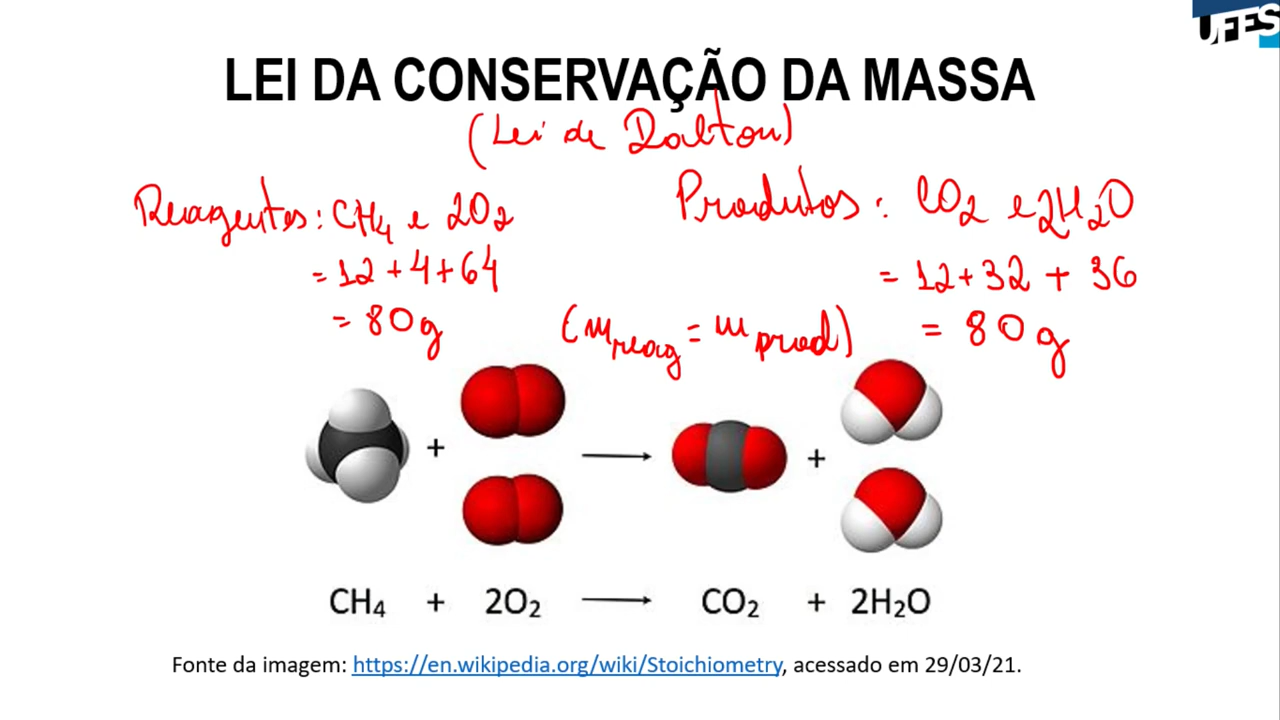 UFES
LEI DA CONSERVAÇÃO DA MASSA
(Lei de Dalton)
Reagentes: CH₄ e 2O₂
= 12 + 4 + 64
= 80g
Produtos: CO₂ e 2H₂O
= 12 + 32 + 36
= 80g
(m reag = m prod)
+ → +
CH₄ + 2O₂ → CO₂ + 2H₂O
Fonte da imagem: https://en.wikipedia.org/wiki/Stoichiometry, acessado em 29/03/21.